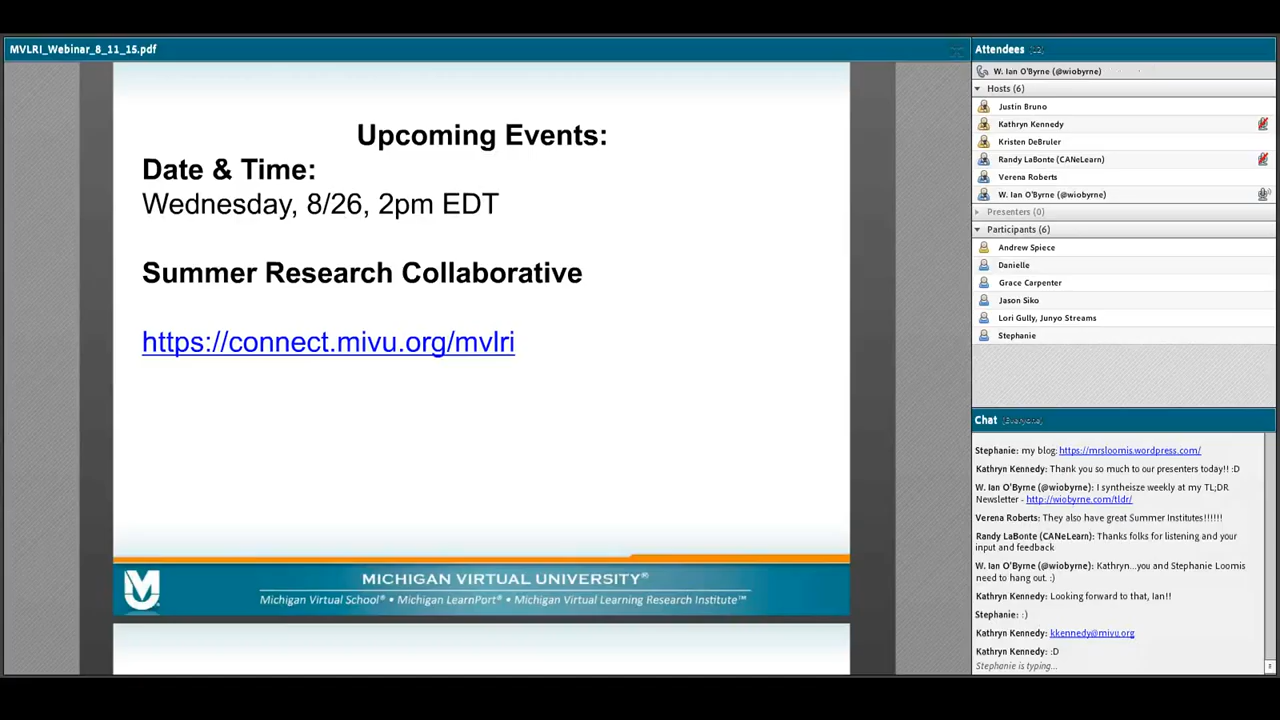 MVLRI_Webinar_8_11_15.pdf
Upcoming Events:
Date & Time:
Wednesday, 8/26, 2pm EDT
Summer Research Collaborative
https://connect.mivu.org/mvlri
MICHIGAN VIRTUAL UNIVERSITY®
Michigan Virtual School® • Michigan LearnPort® • Michigan Virtual Learning Research Institute™
Attendees (12)
W. Ian O'Byrne (@wiobyrne)
Hosts (6)
Justin Bruno
Kathryn Kennedy
Kristen DeBruler
Randy LaBonte (CANeLearn)
Verena Roberts
W. Ian O'Byrne (@wiobyrne)
Presenters (0)
Participants (6)
Andrew Spiece
Danielle
Grace Carpenter
Jason Siko
Lori Gully, Junyo Streams
Stephanie
Chat (Everyone)
Stephanie: my blog: https://mrsloomis.wordpress.com/
Kathryn Kennedy: Thank you so much to our presenters today!! :D
W. Ian O'Byrne (@wiobyrne): I syntheisze weekly at my TL;DR
Newsletter - http://wiobyrne.com/tldr/
Verena Roberts: They also have great Summer Institutes!!!!!!
Randy LaBonte (CANeLearn): Thanks folks for listening and your
input and feedback
W. Ian O'Byrne (@wiobyrne): Kathryn...you and Stephanie Loomis
need to hang out. :)
Kathryn Kennedy: Looking forward to that, Ian!!
Stephanie: :)
Kathryn Kennedy: kkennedy@mivu.org
Kathryn Kennedy: :D
Stephanie is typing...